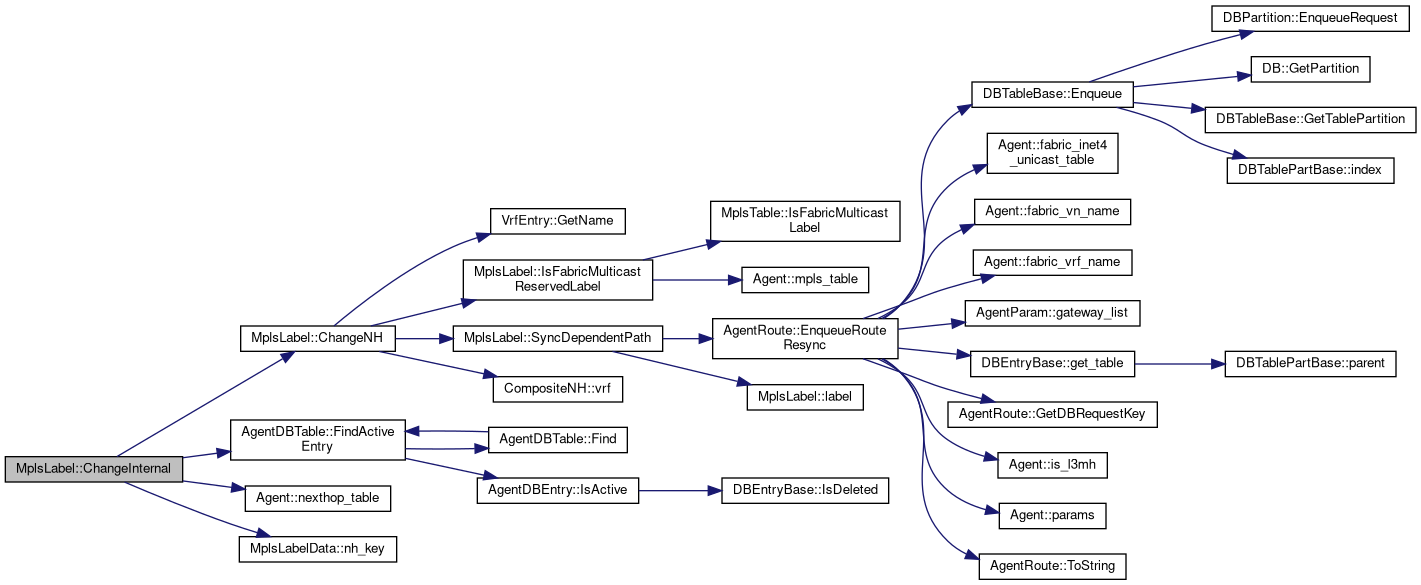 DBPartition::EnqueueRequest
DB::GetPartition
DBTableBase::Enqueue
DBTableBase::GetTablePartition
Agent::fabric_inet4
_unicast_table
DBTablePartBase::index
MplsTable::IsFabricMulticast
Label
Agent::fabric_vn_name
VrfEntry::GetName
MplsLabel::IsFabricMulticast
ReservedLabel
Agent::mpls_table
Agent::fabric_vrf_name
AgentParam::gateway_list
MplsLabel::ChangeNH
MplsLabel::SyncDependentPath
AgentRoute::EnqueueRoute
Resync
DBEntryBase::get_table
DBTablePartBase::parent
CompositeNH::vrf
MplsLabel::label
AgentRoute::GetDBRequestKey
AgentDBTable::FindActive
Entry
AgentDBTable::Find
MplsLabel::ChangeInternal
Agent::is_l3mh
Agent::nexthop_table
AgentDBEntry::IsActive
DBEntryBase::IsDeleted
Agent::params
MplsLabelData::nh_key
AgentRoute::ToString